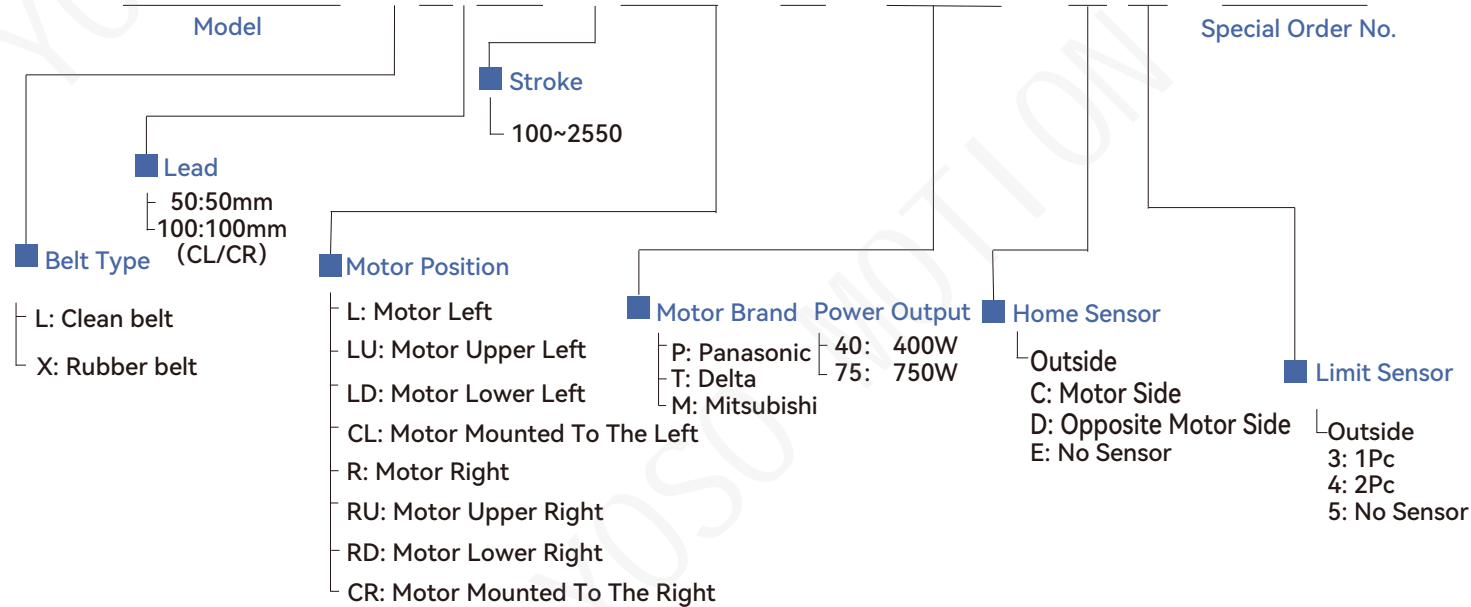 Model
Special Order No.
Stroke
100~2550
Lead
50:50mm
100:100mm
(CL/CR)
Belt Type
L: Clean belt
X: Rubber belt
Motor Position
L: Motor Left
LU: Motor Upper Left
LD: Motor Lower Left
CL: Motor Mounted To The Left
R: Motor Right
RU: Motor Upper Right
RD: Motor Lower Right
CR: Motor Mounted To The Right
Motor Brand
P: Panasonic
T: Delta
M: Mitsubishi
Power Output
40: 400W
75: 750W
Home Sensor
Outside
C: Motor Side
D: Opposite Motor Side
E: No Sensor
Limit Sensor
Outside
3: 1Pc
4: 2Pc
5: No Sensor
YOSO MOTION